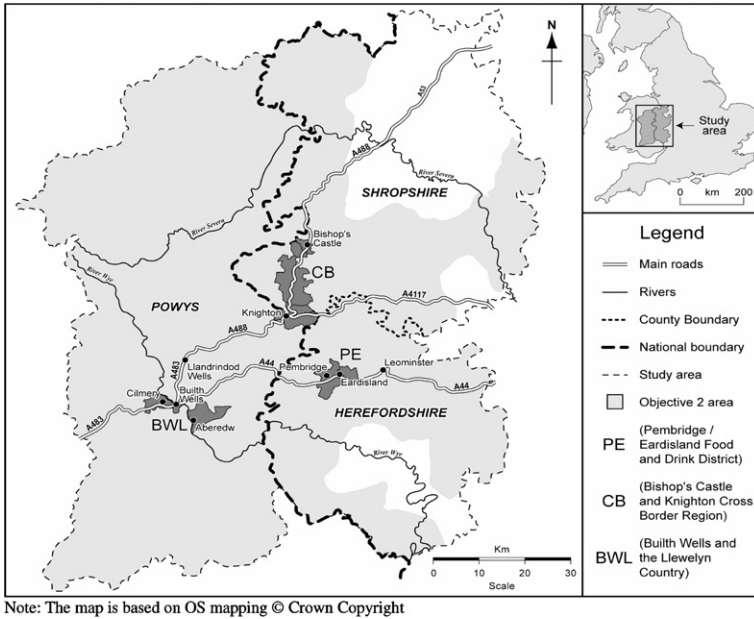 N
A53
A488
River Severn
SHROPSHIRE
River Severn
Bishop's
Castle
CB
River Wye
POWYS
Knighton
A4117
A488
Llandrindod
Wells
A483
A44
PE
Pembridge
Leominster
Eardisland
A44
Cilmery
Builth
Wells
A483
BWL
Aberedw
HEREFORDSHIRE
River Wye
Km
0 10 20 30
Scale
Study
area
km
0 200
Legend
Main roads
Rivers
County Boundary
National boundary
Study area
Objective 2 area
PE
(Pembridge /
Eardisland Food
and Drink District)
CB
(Bishop's Castle
and Knighton Cross
Border Region)
BWL
(Builth Wells and
the Llewelyn
Country)
Note: The map is based on OS mapping © Crown Copyright